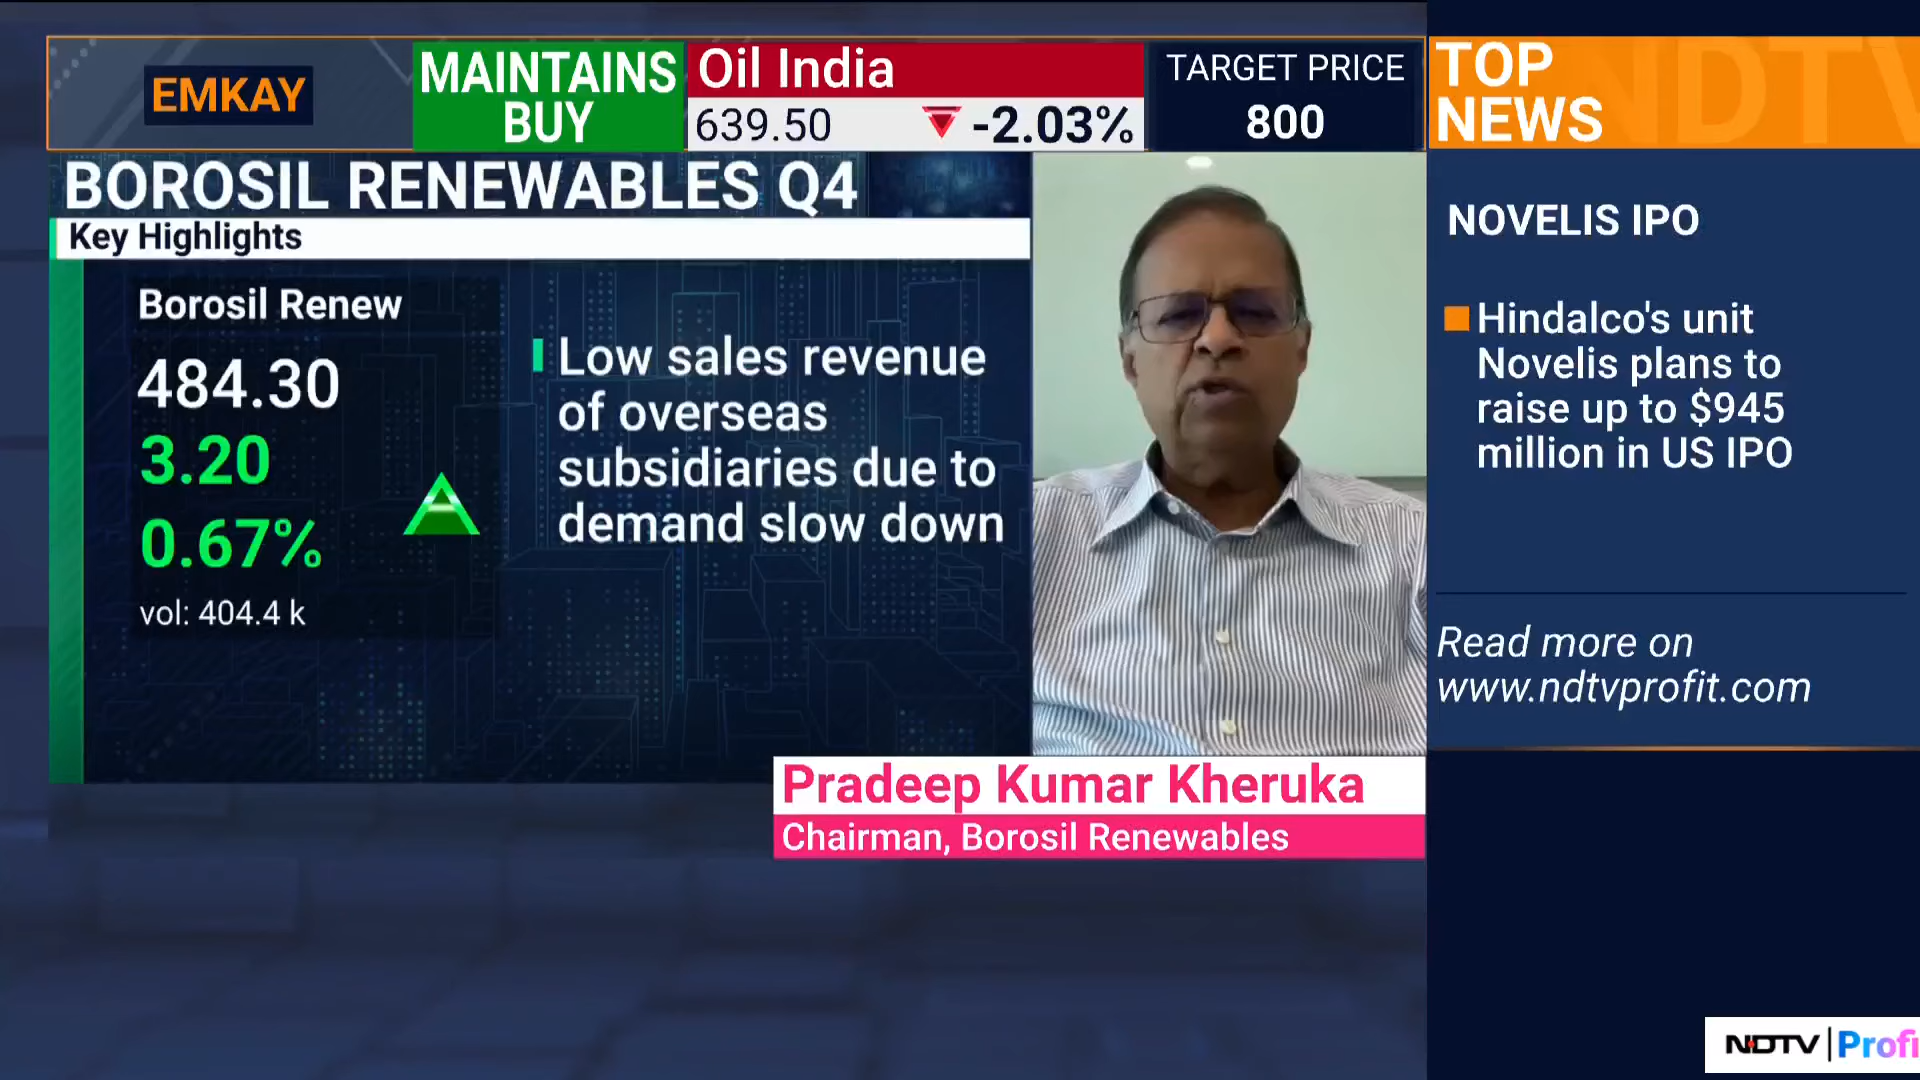 EMKAY
MAINTAINS
BUY
Oil India
639.50 -2.03%
TARGET PRICE
800
BOROSIL RENEWABLES Q4
Key Highlights
Borosil Renew
484.30
3.20
0.67%
vol: 404.4 k
Low sales revenue
of overseas
subsidiaries due to
demand slow down
Pradeep Kumar Kheruka
Chairman, Borosil Renewables
TOP
NEWS
NDTV
NOVELIS IPO
Hindalco's unit
Novelis plans to
raise up to $945
million in US IPO
Read more on
www.ndtvprofit.com
NDTV Profi